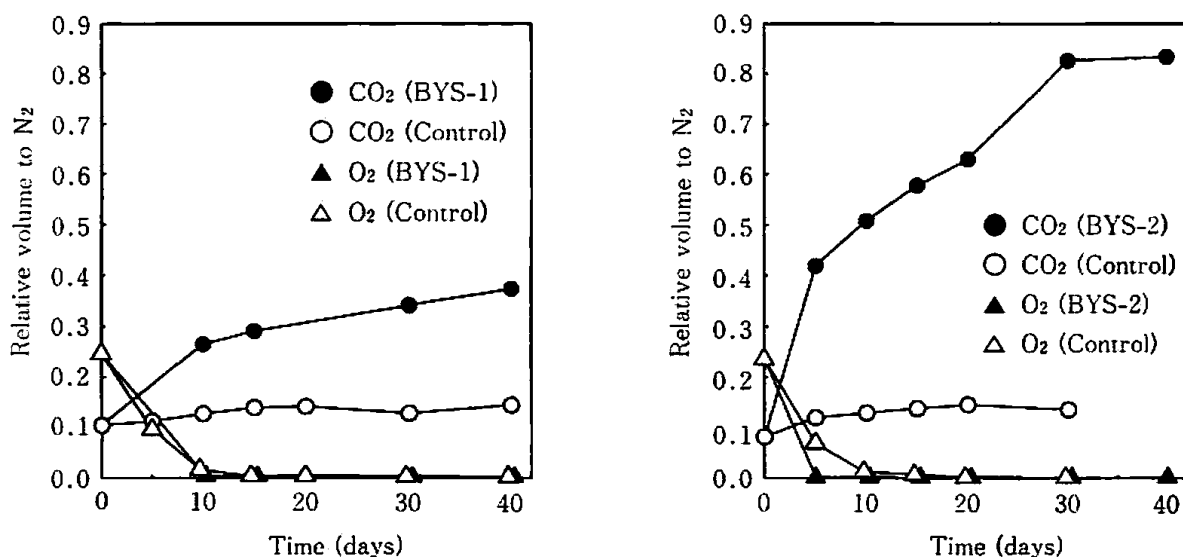 0.9
0.8
0.7
0.6
0.5
0.4
0.3
0.2
0.1
0.0
Relative volume to N₂
CO₂ (BYS-1)
CO₂ (Control)
O₂ (BYS-1)
O₂ (Control)
0 10 20 30 40
Time (days)
0.9
0.8
0.7
0.6
0.5
0.4
0.3
0.2
0.1
0.0
Relative volume to N₂
CO₂ (BYS-2)
CO₂ (Control)
O₂ (BYS-2)
O₂ (Control)
0 10 20 30 40
Time (days)